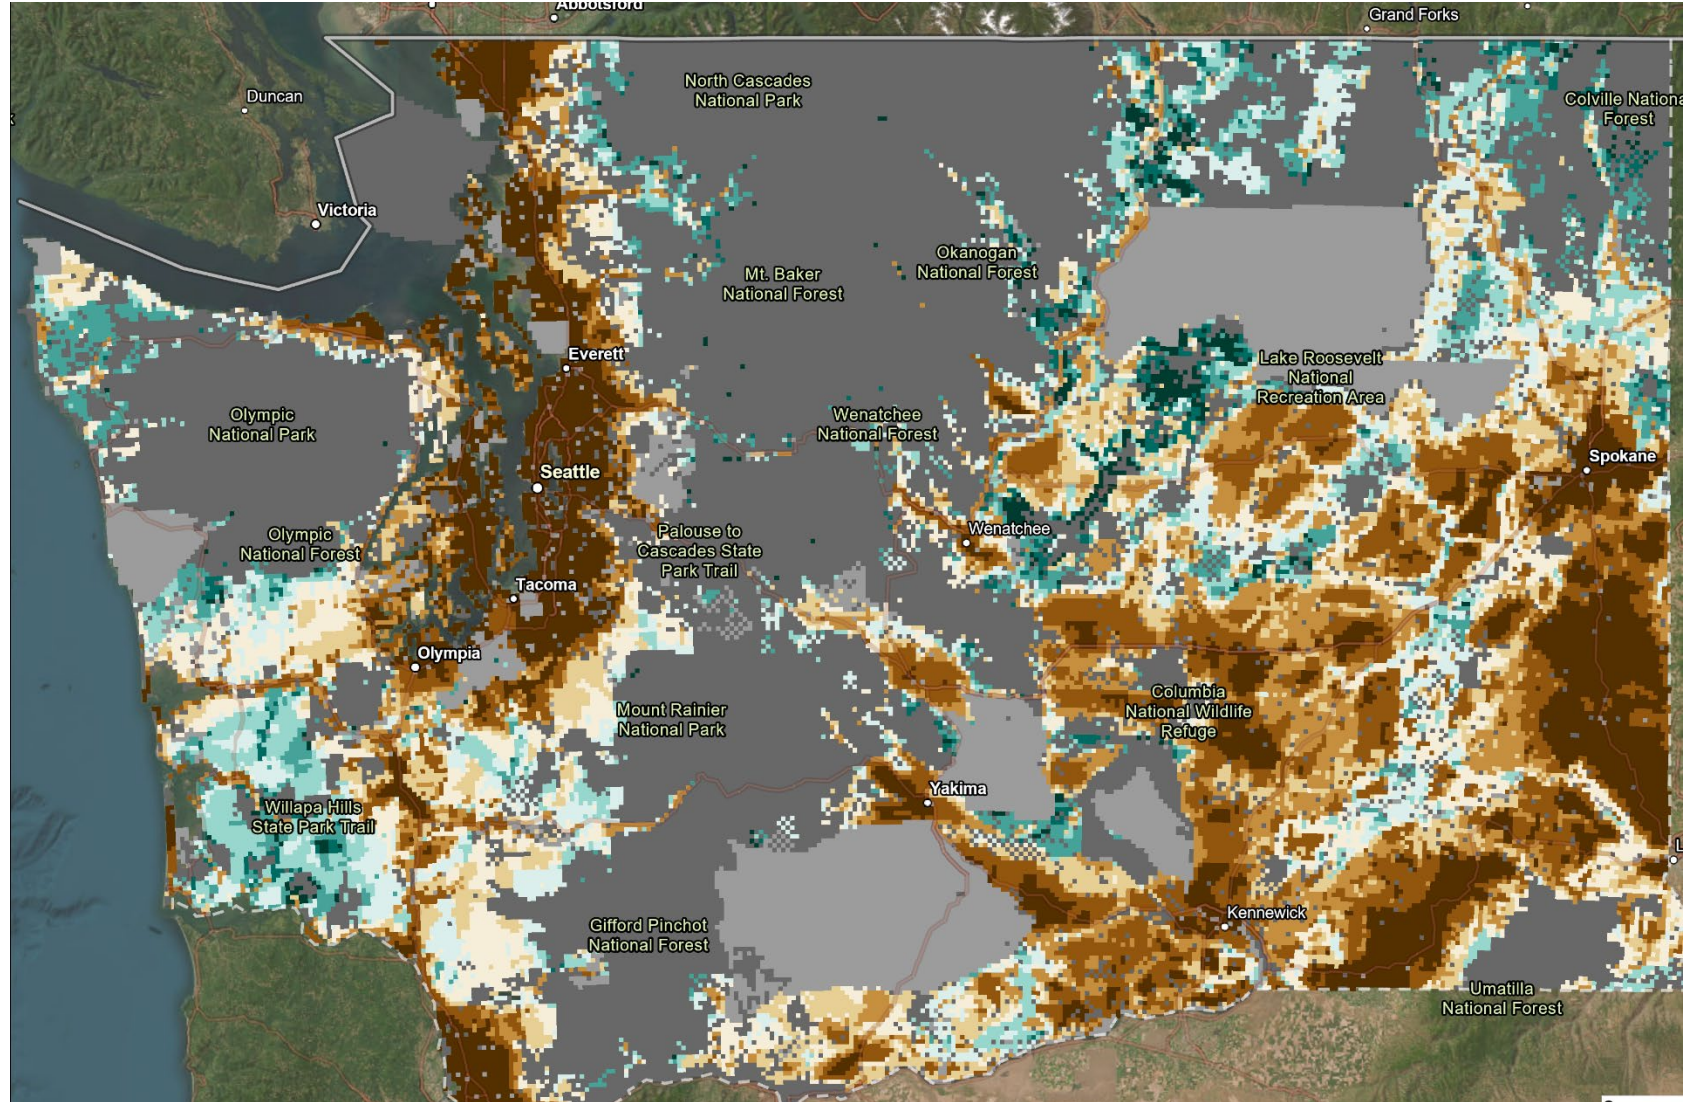 Abbotsford
Grand Forks
North Cascades
National Park
Duncan
Forest
Victoria
Okanogan
National Forest
Mt. Baker
National Forest
Everett
Lake Roosevelt
National
Recreation Area
Olympic
National Park
Wenatchee
National Forest
Seattle
Spokane
Olympic
National Forest
Palouse to
Cascades State
Park Trail
Wenatchee
Tacoma
Olympia
Mount Rainier
National Park
Columbia
National Wildlife
Refuge
Willapa Hills
State Park Trail
Yakima
L
Gifford Pinchot
National Forest
Kennewick
Umatilla
National Forest
Colville Nationa